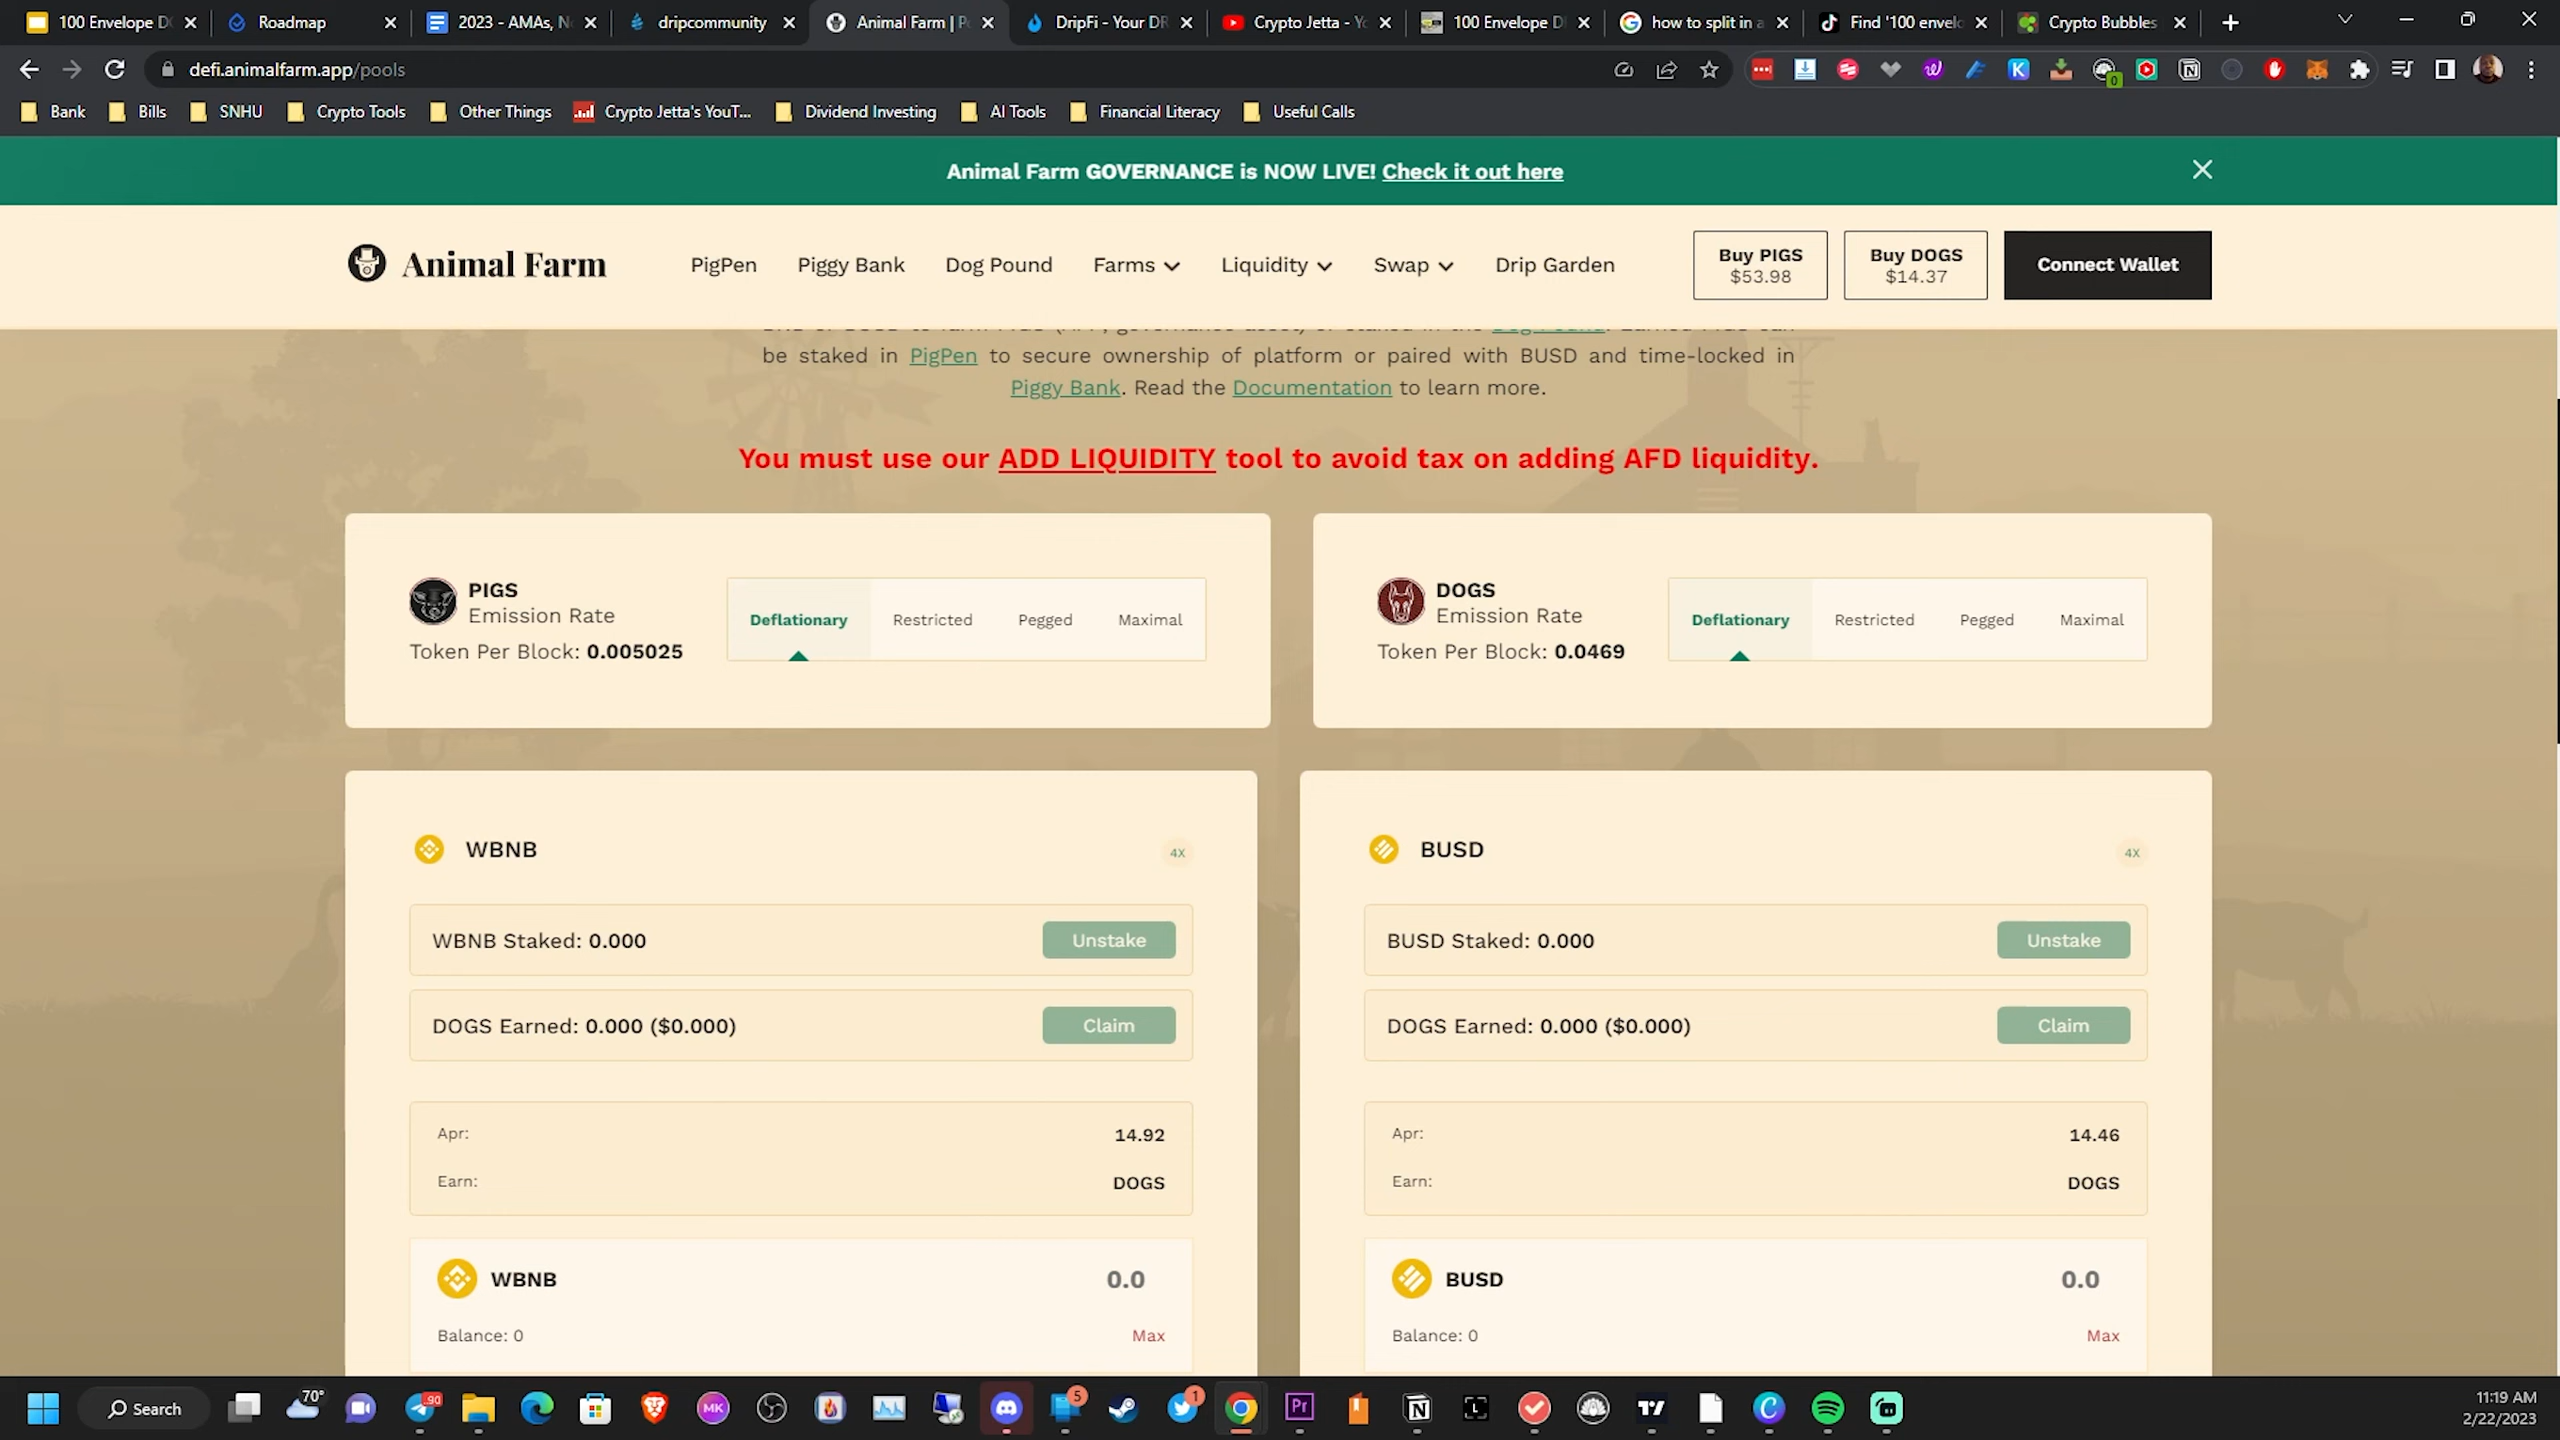 100 Envelope D
Roadmap
2023 - AMAs, N
dripcommunity
Animal Farm | P
DripFi - Your DR
Crypto Jetta - Yo
100 Envelope D
how to split in a
Find '100 envelo
Crypto Bubbles
defi.animalfarm.app/pools
Bank
Bills
SNHU
Crypto Tools
Other Things
Crypto Jetta's YouT...
Dividend Investing
AI Tools
Financial Literacy
Useful Calls
Animal Farm GOVERNANCE is NOW LIVE! Check it out here
Animal Farm
PigPen
Piggy Bank
Dog Pound
Farms
Liquidity
Swap
Drip Garden
Buy PIGS
$53.98
Buy DOGS
$14.37
Connect Wallet
be staked in PigPen to secure ownership of platform or paired with BUSD and time-locked in
Piggy Bank. Read the Documentation to learn more.
You must use our ADD LIQUIDITY tool to avoid tax on adding AFD liquidity.
PIGS
Emission Rate
Token Per Block: 0.005025
Deflationary
Restricted
Pegged
Maximal
DOGS
Emission Rate
Token Per Block: 0.0469
Deflationary
Restricted
Pegged
Maximal
WBNB
4X
WBNB Staked: 0.000
Unstake
DOGS Earned: 0.000 ($0.000)
Claim
Apr:
14.92
Earn:
DOGS
WBNB
0.0
Balance: 0
Max
BUSD
4X
BUSD Staked: 0.000
Unstake
DOGS Earned: 0.000 ($0.000)
Claim
Apr:
14.46
Earn:
DOGS
BUSD
0.0
Balance: 0
Max
Search
70°
90
MK
5
1
Pr
11:19 AM
2/22/2023